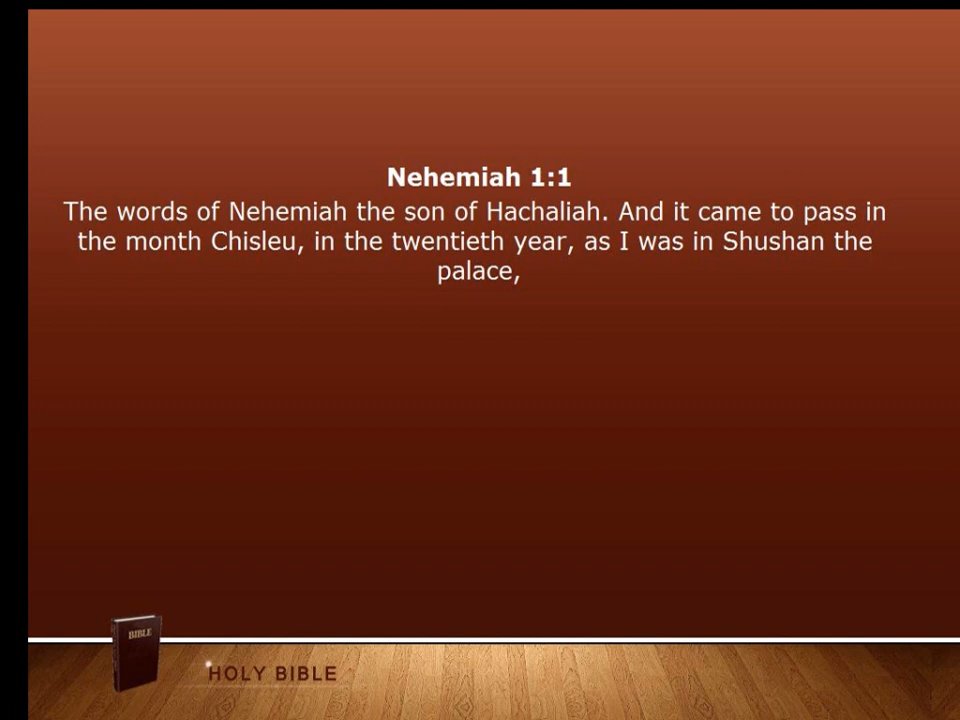 Nehemiah 1:1
The words of Nehemiah the son of Hachaliah. And it came to pass in
the month Chisleu, in the twentieth year, as I was in Shushan the
palace,
BIBLE
HOLY BIBLE